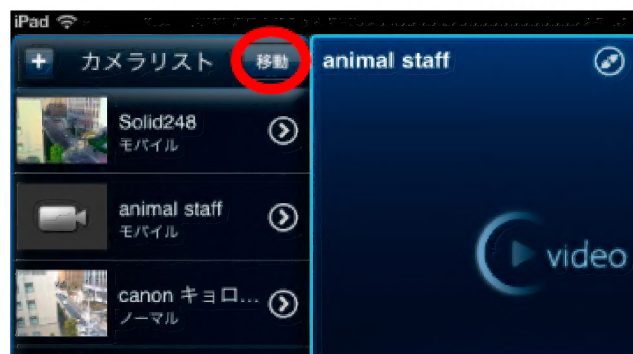 iPad
カメラリスト
移動
animal staff
Solid248
モバイル
animal staff
モバイル
video
canon キョロ...
ノーマル